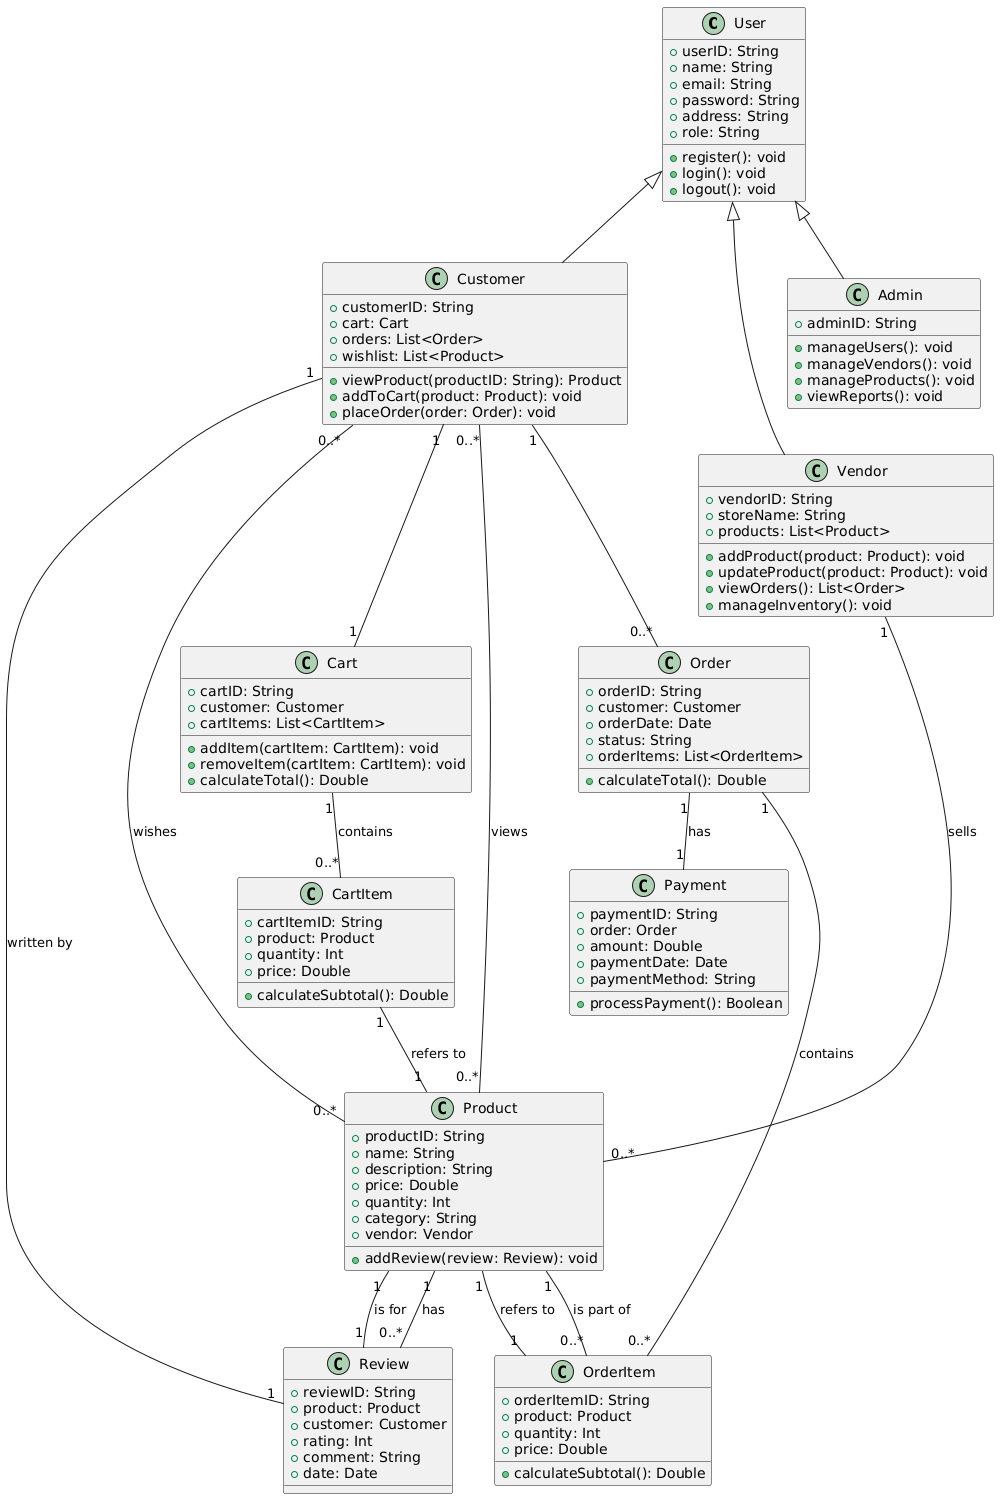 C User
userID: String
name: String
email: String
password: String
address: String
role: String
register(): void
login(): void
logout(): void
C Customer
customerID: String
cart: Cart
orders: List<Order>
wishlist: List<Product>
viewProduct(productID: String): Product
addToCart(product: Product): void
placeOrder(order: Order): void
C Admin
adminID: String
manageUsers(): void
manageVendors(): void
manageProducts(): void
viewReports(): void
1
0..*
1
0..*
1
C Vendor
vendorID: String
storeName: String
products: List<Product>
addProduct(product: Product): void
updateProduct(product: Product): void
viewOrders(): List<Order>
manageInventory(): void
1
0..*
1
C Cart
cartID: String
customer: Customer
cartItems: List<CartItem>
addItem(cartItem: CartItem): void
removeItem(cartItem: CartItem): void
calculateTotal(): Double
C Order
orderID: String
customer: Customer
orderDate: Date
status: String
orderItems: List<OrderItem>
calculateTotal(): Double
1
1
1
wishes
contains
views
has
sells
0..*
1
C CartItem
cartItemID: String
product: Product
quantity: Int
price: Double
calculateSubtotal(): Double
C Payment
paymentID: String
order: Order
amount: Double
paymentDate: Date
paymentMethod: String
processPayment(): Boolean
written by
1
refers to
contains
1
0..*
0..*
0..*
C Product
productID: String
name: String
description: String
price: Double
quantity: Int
category: String
vendor: Vendor
addReview(review: Review): void
1
1
1
1
is for
has
refers to
is part of
1
0..*
1
0..*
0..*
1
C Review
reviewID: String
product: Product
customer: Customer
rating: Int
comment: String
date: Date
C OrderItem
orderItemID: String
product: Product
quantity: Int
price: Double
calculateSubtotal(): Double